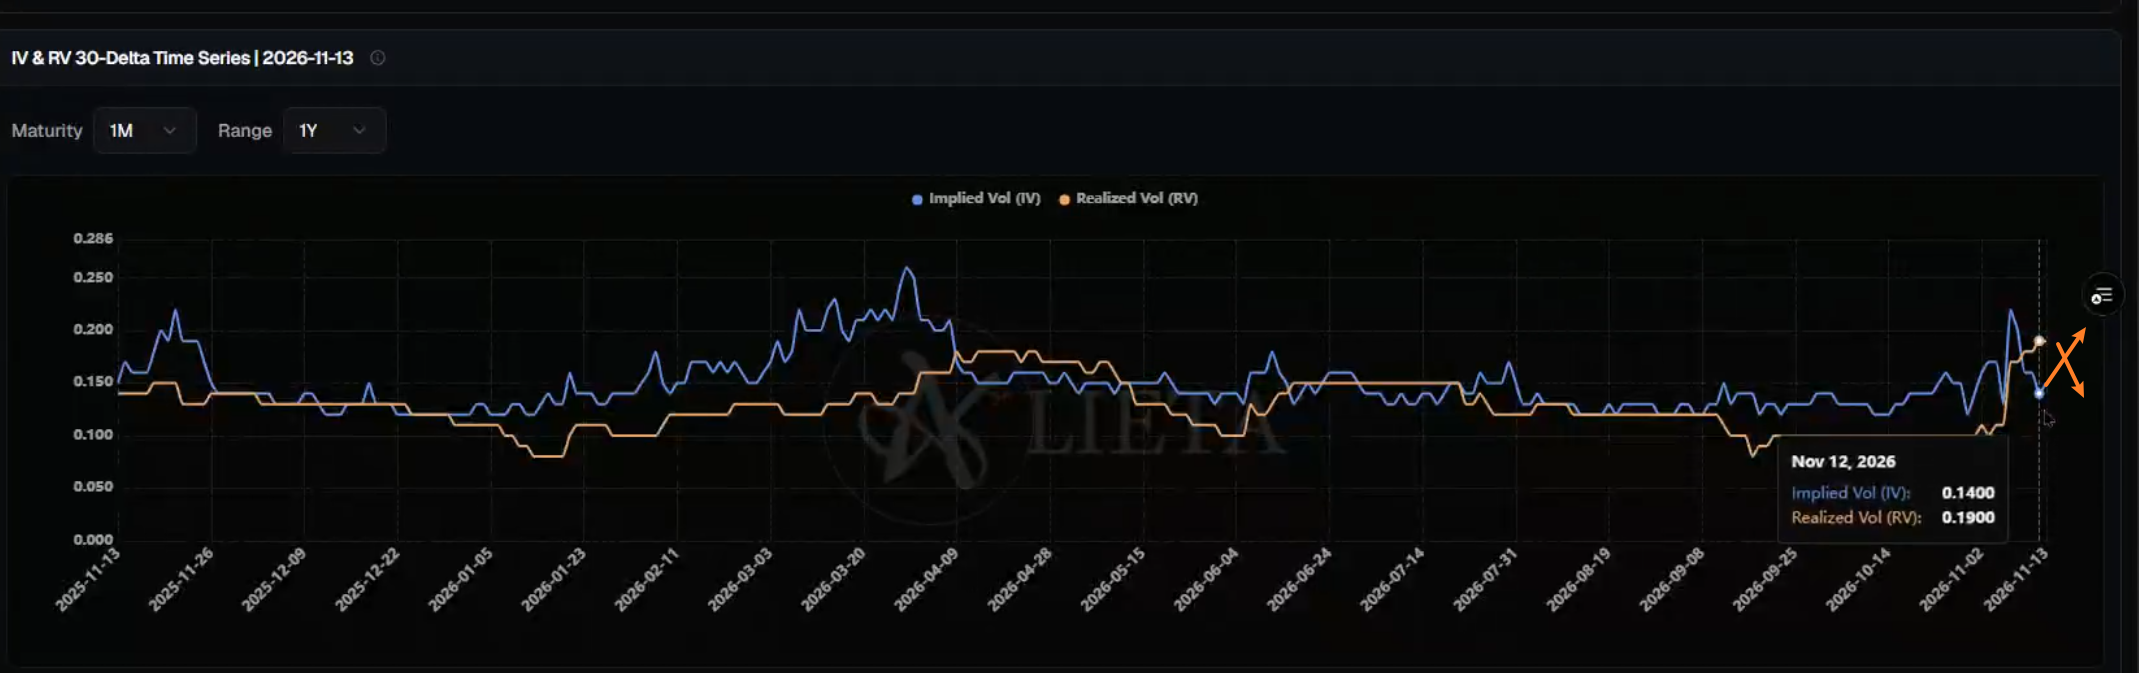 IV & RV 30-Delta Time Series | 2026-11-13
Maturity 1M Range 1Y
Implied Vol (IV) Realized Vol (RV)
0.286
0.250
0.200
0.150
0.100
0.050
0.000
LIETA
Nov 12, 2026
Implied Vol (IV): 0.1400
Realized Vol (RV): 0.1900
2025-11-13 2025-11-26 2025-12-09 2025-12-22 2026-01-05 2026-01-23 2026-02-11 2026-03-03 2026-03-20 2026-04-09 2026-04-28 2026-05-15 2026-06-04 2026-06-24 2026-07-14 2026-07-31 2026-08-19 2026-09-08 2026-09-25 2026-10-14 2026-11-02 2026-11-13